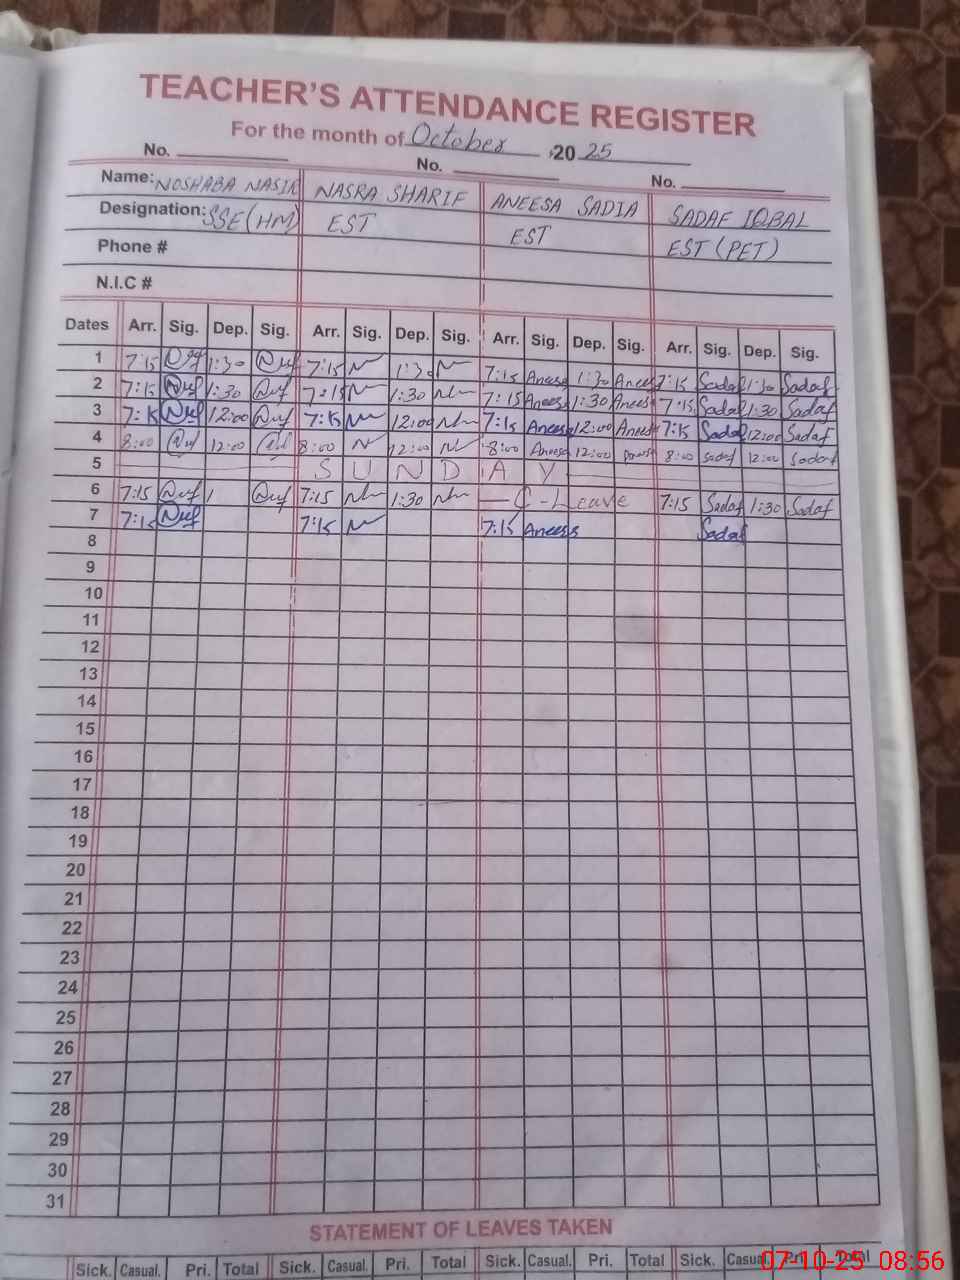 TEACHER'S ATTENDANCE REGISTER
For the month of October 2025
No. No. No.
Name: NOSHABA NASIR NASRA SHARIF ANEESA SADIA SADAF IQBAL
Designation: SSE (HM) EST EST EST (PET)
Phone #
N.I.C #
Dates Arr. Sig. Dep. Sig. Arr. Sig. Dep. Sig. Arr. Sig. Dep. Sig. Arr. Sig. Dep. Sig.
1 7:15 1:30 7:15 1:30 7:15 Aneesa 1:30 Aneesa 7:15 Sadaf 1:30 Sadaf
2 7:15 1:30 7:15 1:30 7:15 Aneesa 1:30 Aneesa 7:15 Sadaf 1:30 Sadaf
3 7:15 12:00 7:15 12:00 7:15 Aneesa 12:00 Aneesa 7:15 Sadaf 12:00 Sadaf
4 8:00 12:00 8:00 12:00 8:00 Aneesa 12:00 8:00 Sadaf 12:00 Sadaf
5 SUNDAY
6 7:15 1 7:15 1:30 C-Leave 7:15 Sadaf 1:30 Sadaf
7 7:15 7:15 7:15 Aneesa Sadaf
8
9
10
11
12
13
14
15
16
17
18
19
20
21
22
23
24
25
26
27
28
29
30
31
STATEMENT OF LEAVES TAKEN
Sick. Casual. Pri. Total Sick. Casual. Pri. Total Sick. Casual. Pri. Total Sick. Casual. Pri. Total
07-10-25 08:56